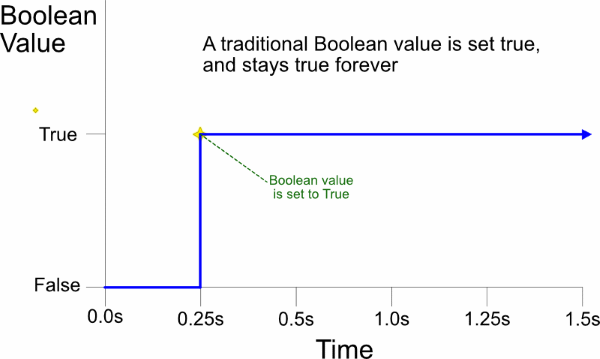 Boolean
Value
A traditional Boolean value is set true,
and stays true forever
True
Boolean value
is set to True
False
0.0s
0.25s
0.5s
1.0s
1.25s
1.5s
Time